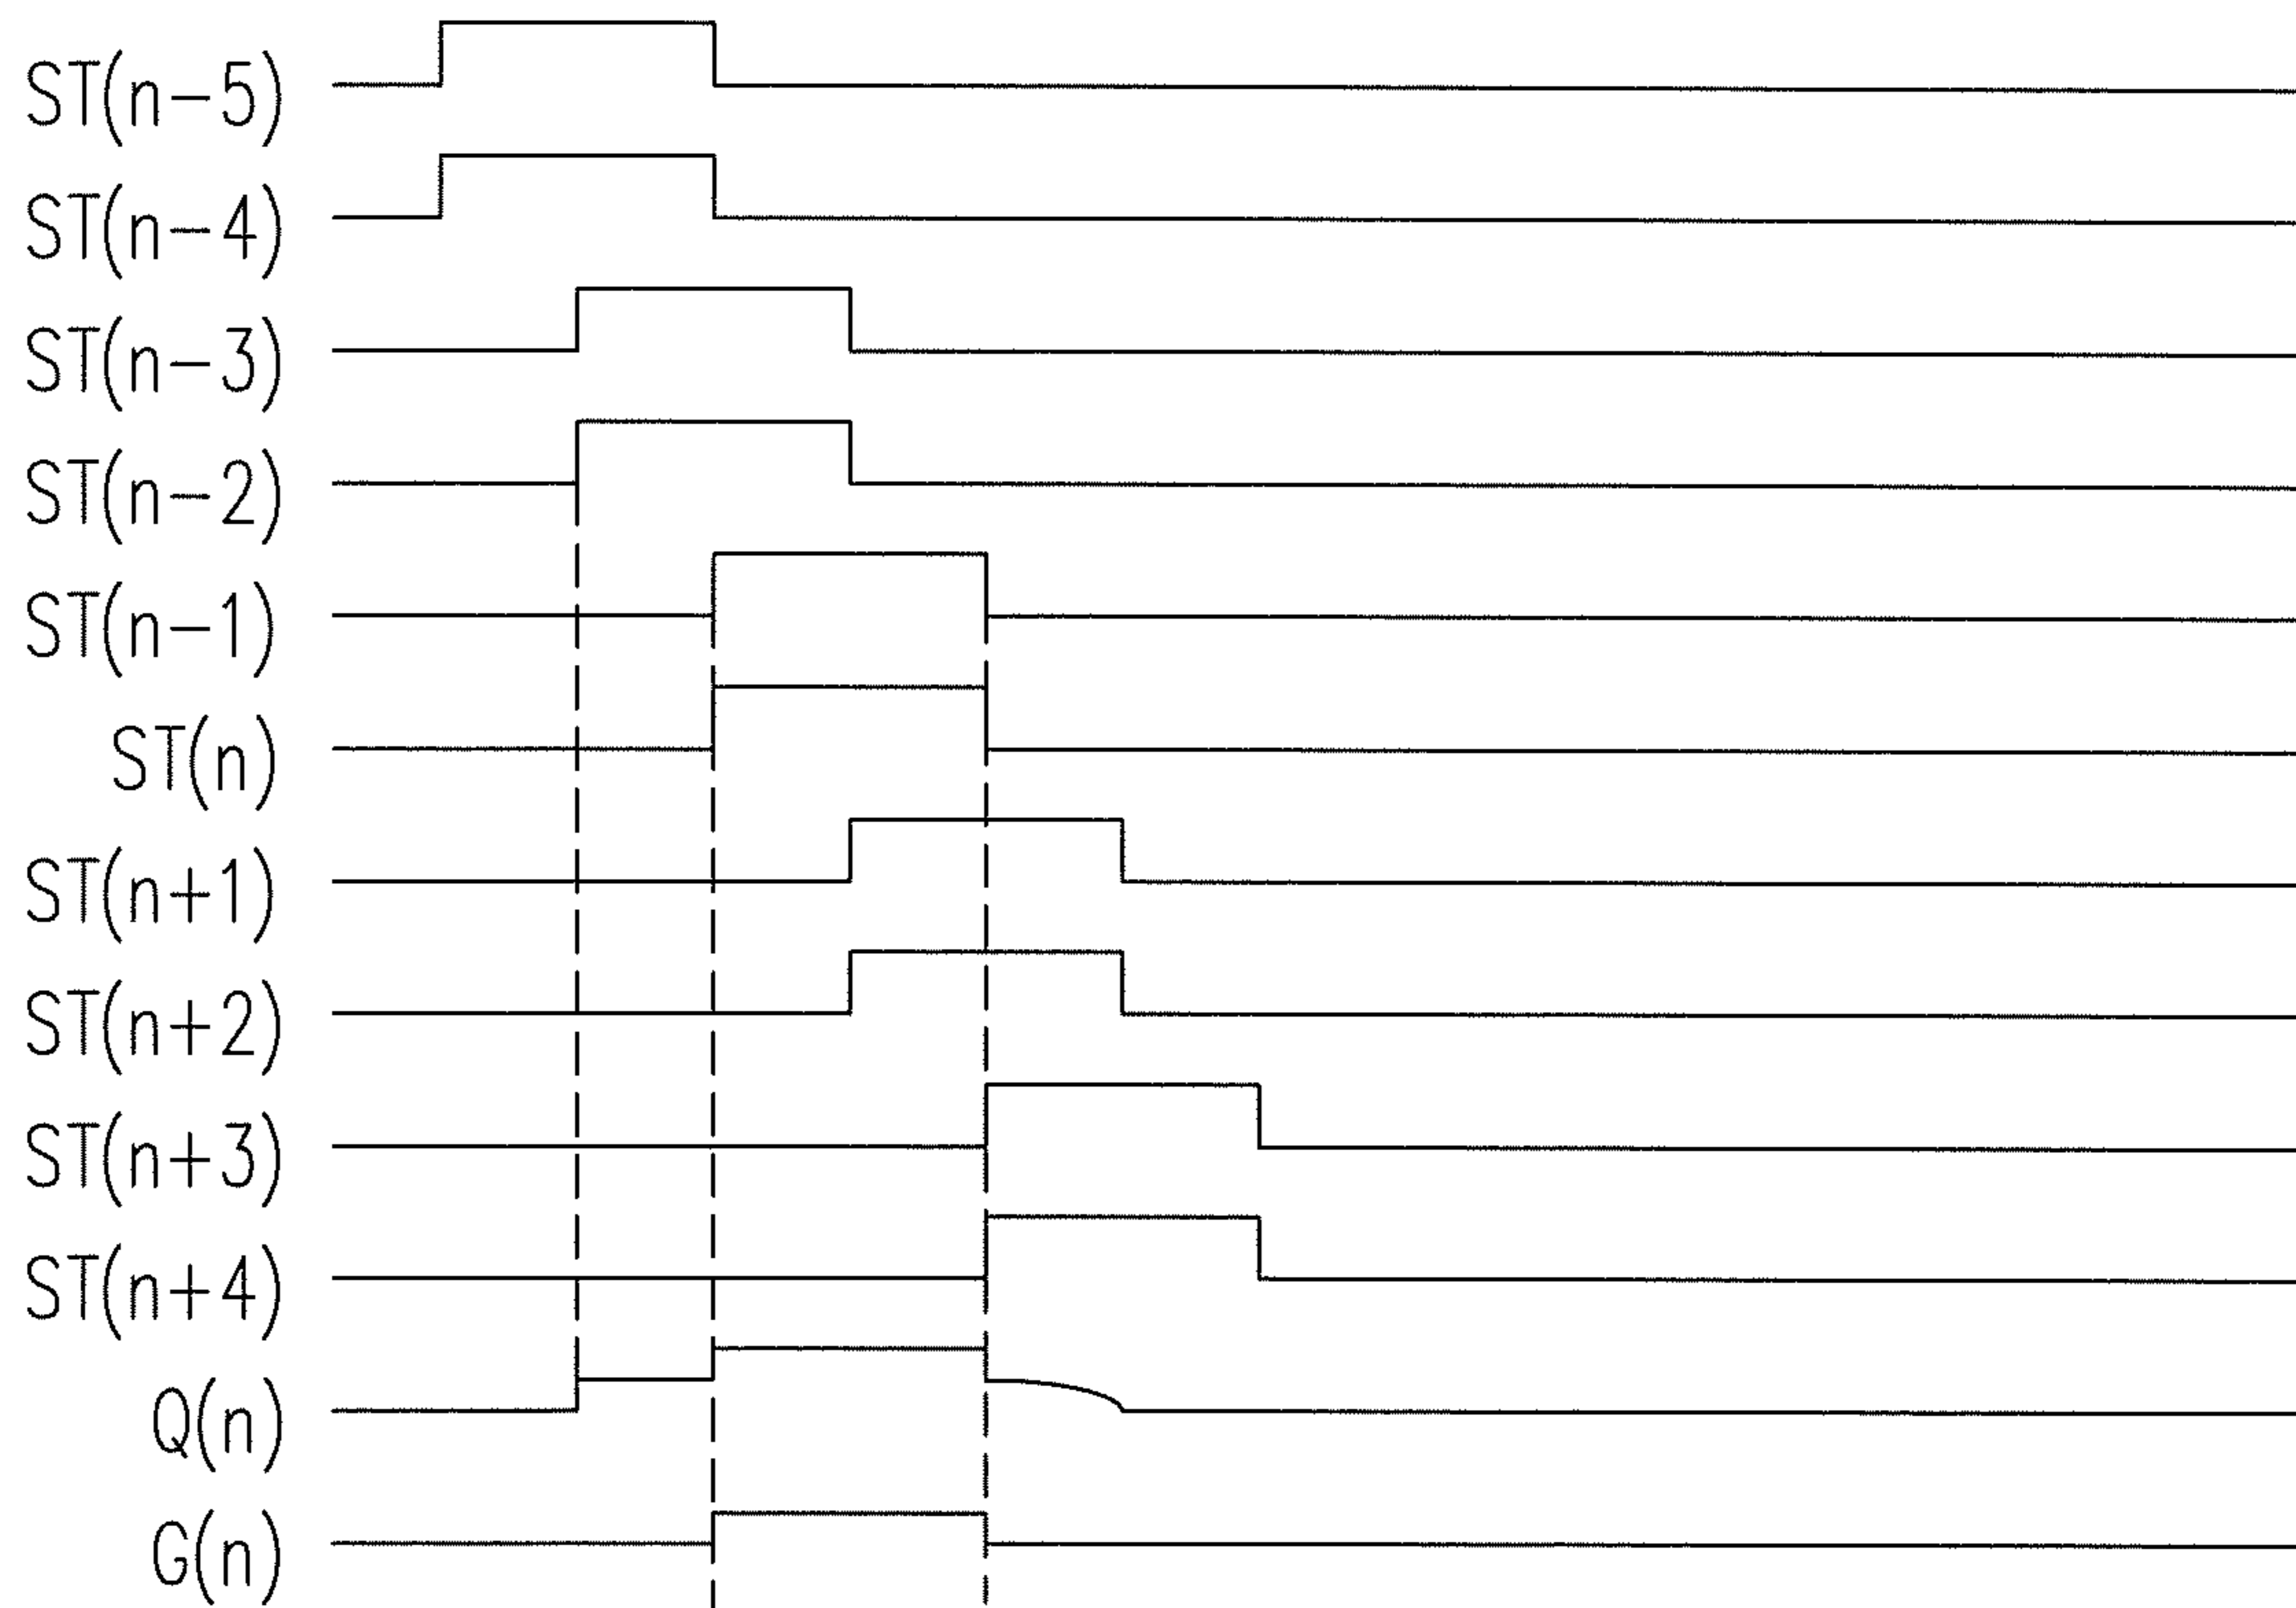 ST(n-5)
ST(n-4)
ST(n-3)
ST(n-2)
ST(n-1)
ST(n)
ST(n+1)
ST(n+2)
ST(n+3)
ST(n+4)
Q(n)
G(n)